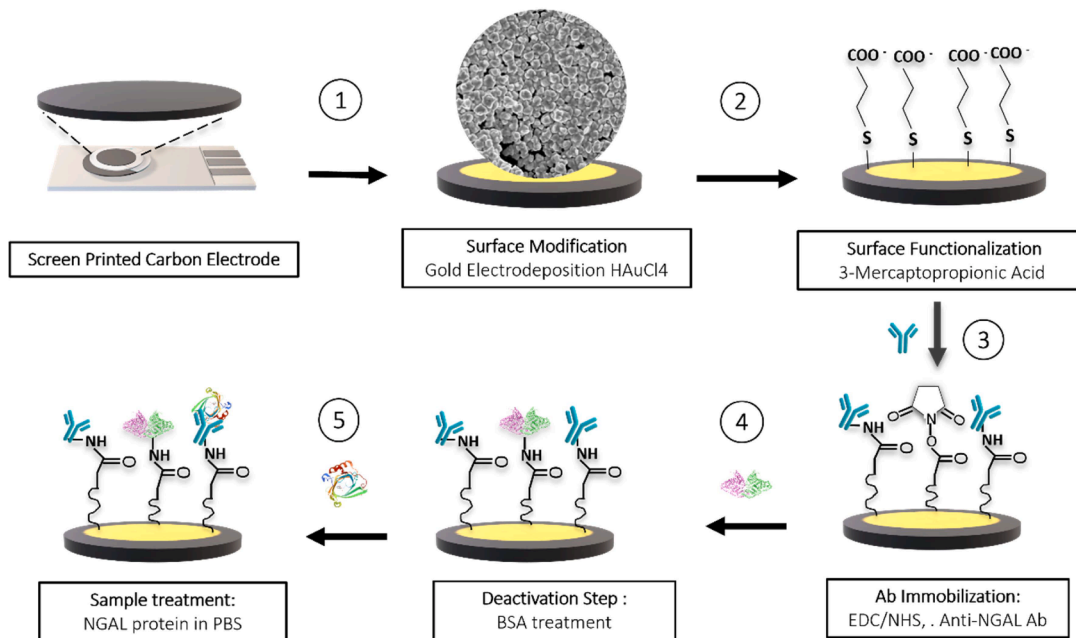 1
2
COO - COO - COO - COO -
S S S S
Screen Printed Carbon Electrode
Surface Modification
Gold Electrodeposition HAuCl4
Surface Functionalization
3-Mercaptopropionic Acid
3
5
4
NH
O
NH
O
NH
O
NH
O
NH
O
NH
O
NH
O
O
N
O
O
O
NH
O
Sample treatment:
NGAL protein in PBS
Deactivation Step :
BSA treatment
Ab Immobilization:
EDC/NHS, . Anti-NGAL Ab